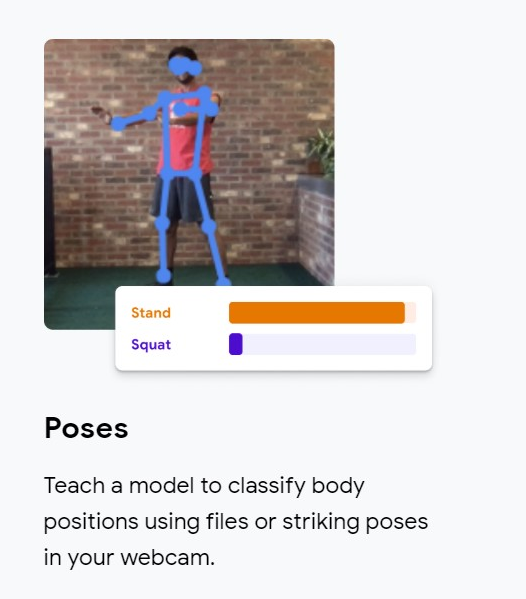 Stand
Squat
Poses
Teach a model to classify body
positions using files or striking poses
in your webcam.